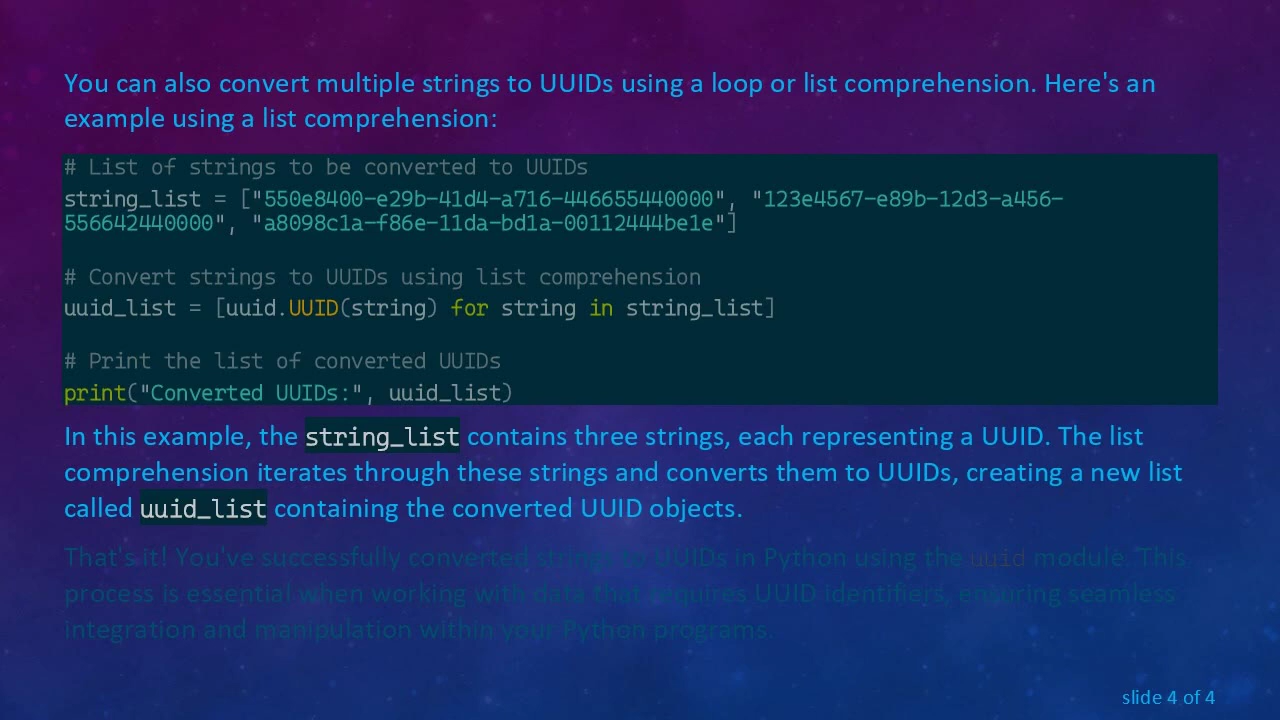 You can also convert multiple strings to UUIDs using a loop or list comprehension. Here's an
example using a list comprehension:
# List of strings to be converted to UUIDs
string_list = ["550e8400-e29b-41d4-a716-446655440000", "123e4567-e89b-12d3-a456-
556642440000", "a8098c1a-f86e-11da-bd1a-00112444be1e"]
# Convert strings to UUIDs using list comprehension
uuid_list = [uuid.UUID(string) for string in string_list]
# Print the list of converted UUIDs
print("Converted UUIDs:", uuid_list)
In this example, the string_list contains three strings, each representing a UUID. The list
comprehension iterates through these strings and converts them to UUIDs, creating a new list
called uuid_list containing the converted UUID objects.
That's it! You've successfully converted strings to UUIDs in Python using the uuid module. This
process is essential when working with data that requires UUID identifiers, ensuring seamless
integration and manipulation within your Python programs.
slide 4 of 4